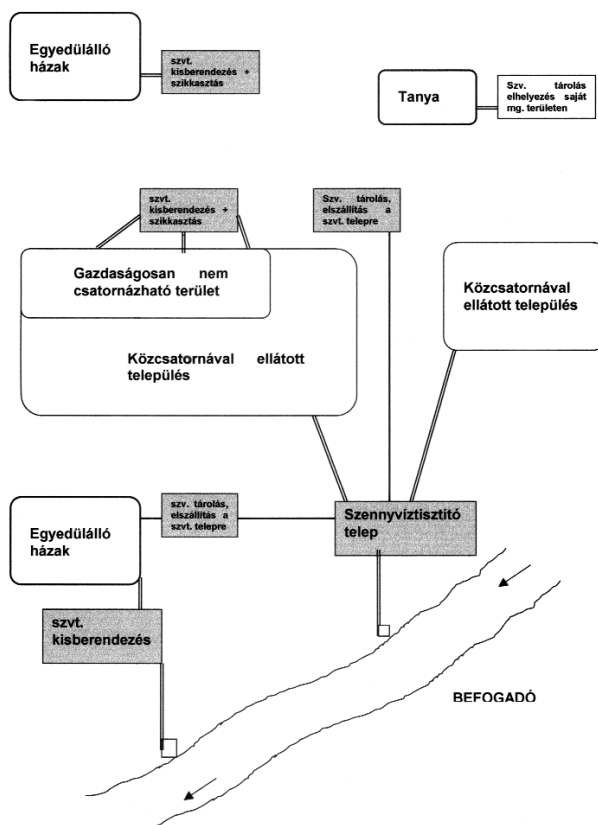 Egyedülálló
házak
szvt.
kisberendezés +
szikkasztás
Tanya
Szv. tárolás
elhelyezés saját
mg. területen
szvt.
kisberendezés +
szikkasztás
Szv. tárolás,
elszállítás a
szvt. telepre
Gazdaságosan nem
csatornázható terület
Közcsatornával
ellátott település
Közcsatornával ellátott
település
Egyedülálló
házak
szv. tárolás,
elszállítás a
szvt. telepre
Szennyvíztisztító
telep
szvt.
kisberendezés
BEFOGADÓ